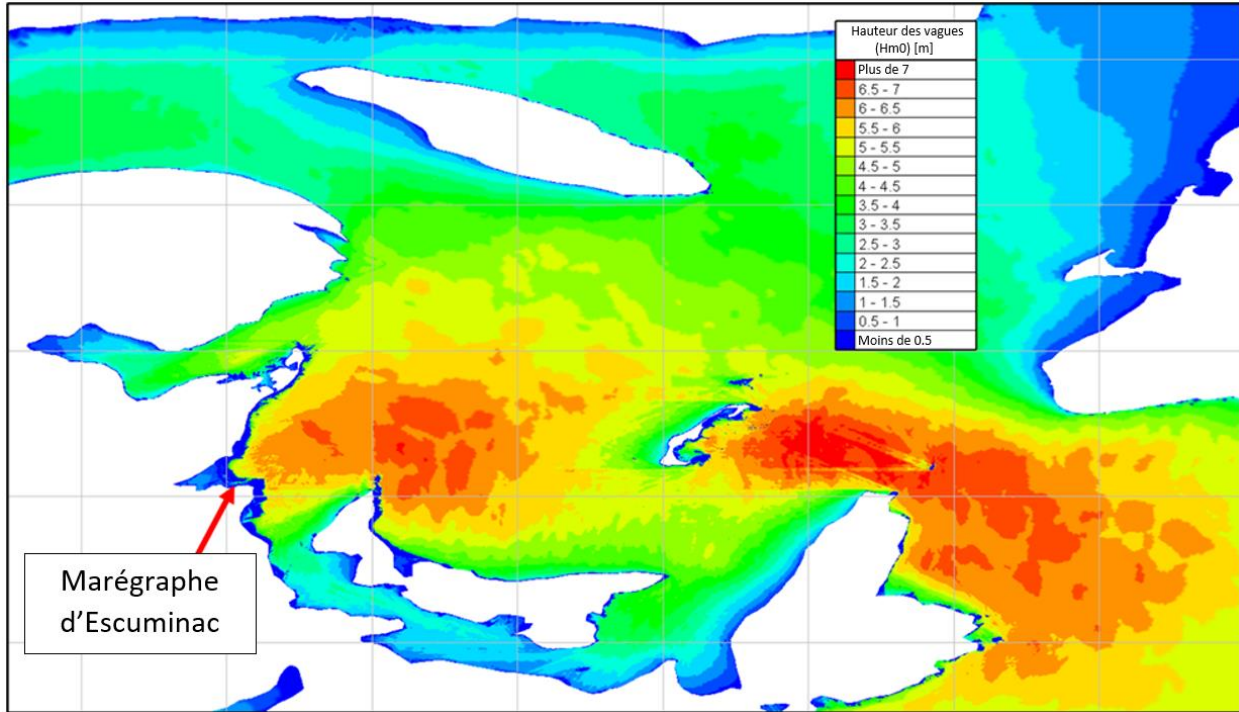 Hauteur des vagues
(Hm0) [m]
Plus de 7
6.5 - 7
6 - 6.5
5.5 - 6
5 - 5.5
4.5 - 5
4 - 4.5
3.5 - 4
3 - 3.5
2.5 - 3
2 - 2.5
1.5 - 2
1 - 1.5
0.5 - 1
Moins de 0.5
Marégraphe
d’Escuminac